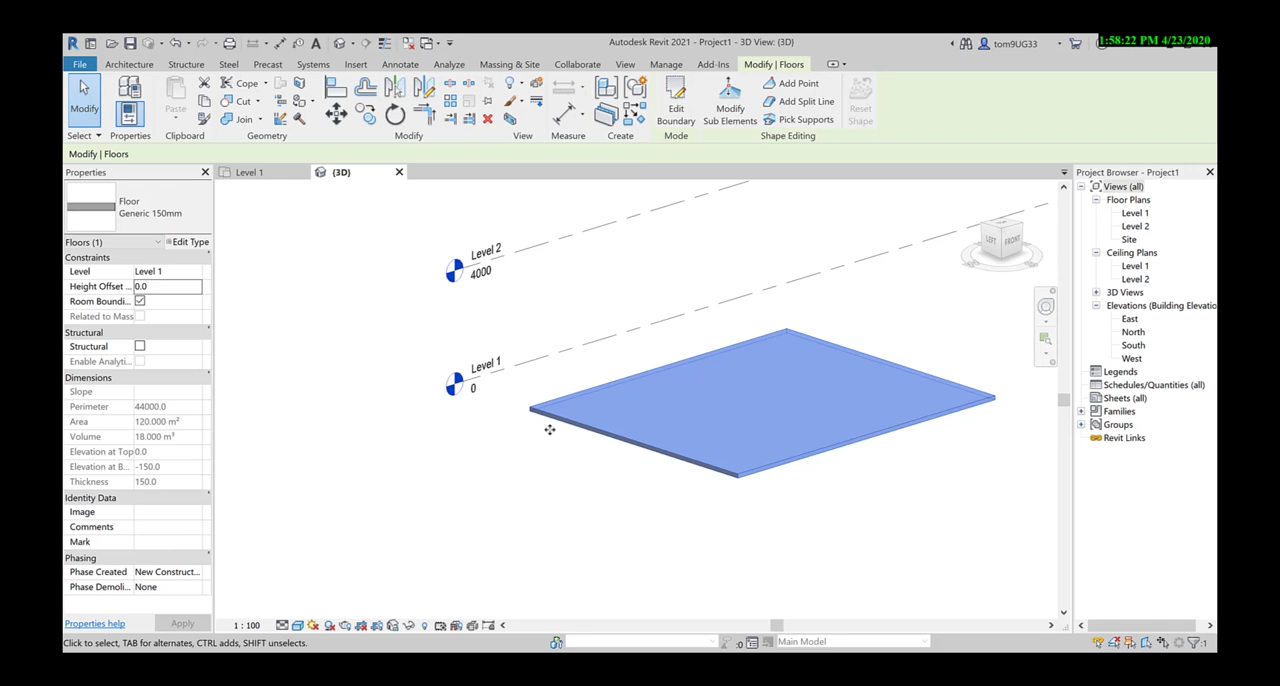 Autodesk Revit 2021 - Project1 - 3D View: {3D}
tom9UG33
1:58:22 PM 4/23/2020
File Architecture Structure Steel Precast Systems Insert Annotate Analyze Massing & Site Collaborate View Manage Add-Ins Modify | Floors
Modify
Select
Properties
Paste
Clipboard
Cope
Cut
Join
Geometry
Modify
View
Measure
Create
Edit
Boundary
Mode
Modify
Sub Elements
Add Point
Add Split Line
Pick Supports
Shape Editing
Reset
Shape
Modify | Floors
Properties
Floor
Generic 150mm
Floors (1) Edit Type
Constraints
Level Level 1
Height Offset ... 0.0
Room Boundi...
Related to Mass
Structural
Structural
Enable Analyti...
Dimensions
Slope
Perimeter 44000.0
Area 120.000 m²
Volume 18.000 m³
Elevation at Top 0.0
Elevation at B... -150.0
Thickness 150.0
Identity Data
Image
Comments
Mark
Phasing
Phase Created New Construct...
Phase Demoli... None
Properties help Apply
Level 1
{3D}
Level 2
4000
Level 1
0
LEFT FRONT
1 : 100
Project Browser - Project1
Views (all)
Floor Plans
Level 1
Level 2
Site
Ceiling Plans
Level 1
Level 2
3D Views
Elevations (Building Elevatio
East
North
South
West
Legends
Schedules/Quantities (all)
Sheets (all)
Families
Groups
Revit Links
Click to select, TAB for alternates, CTRL adds, SHIFT unselects.
:0
Main Model
:1